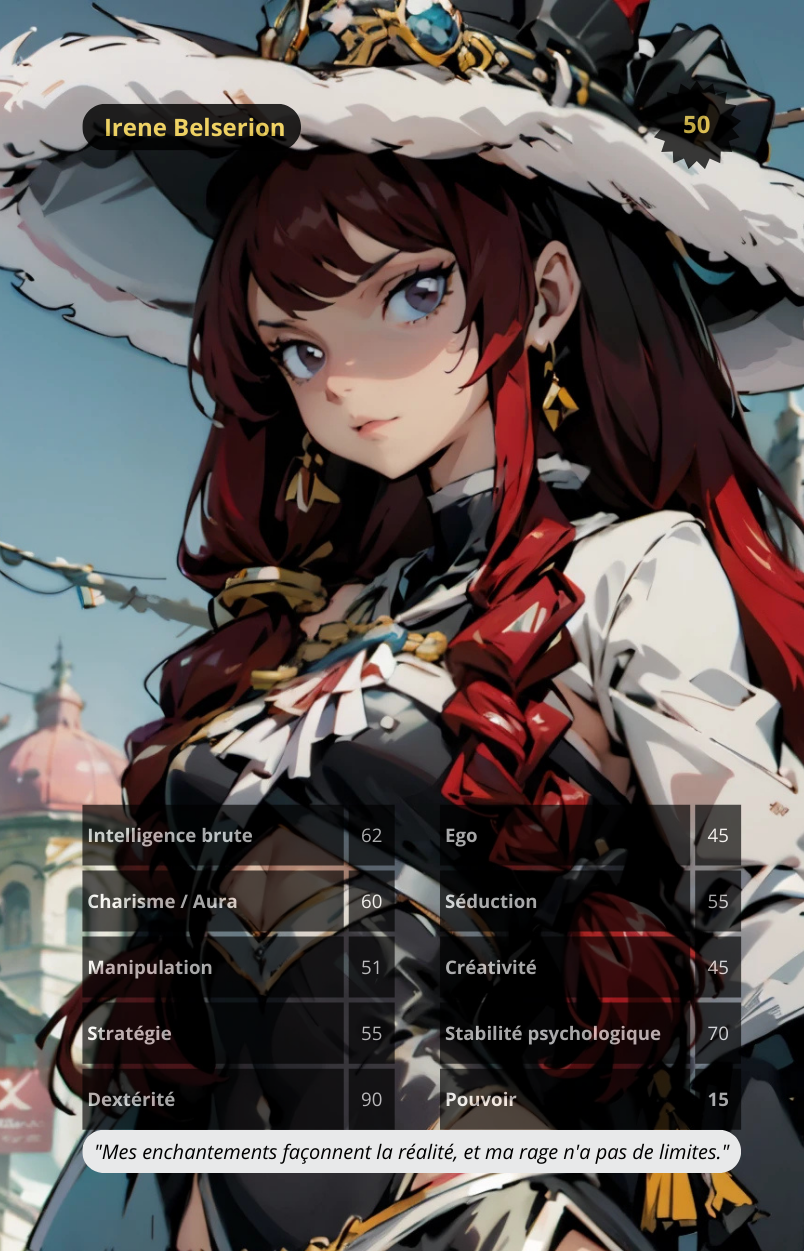 Irene Belserion
50
Intelligence brute 62
Ego 45
Charisme / Aura 60
Séduction 55
Manipulation 51
Créativité 45
Stratégie 55
Stabilité psychologique 70
Dextérité 90
Pouvoir 15
"Mes enchantements façonnent la réalité, et ma rage n'a pas de limites."